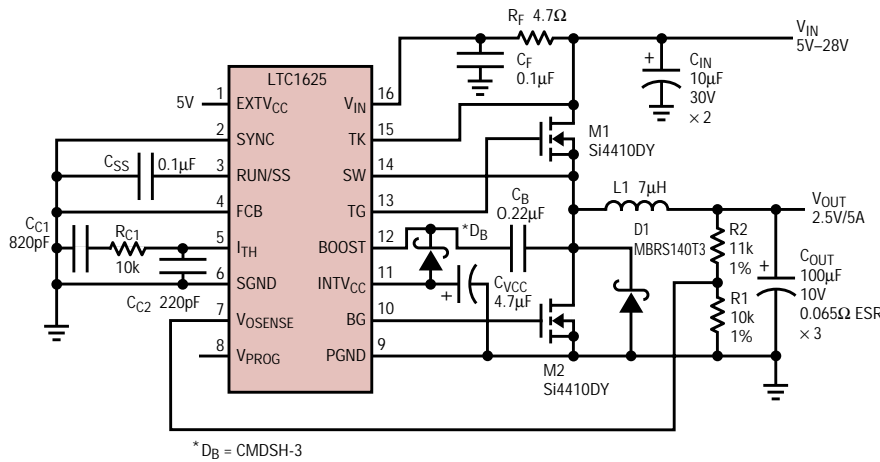 R_F 4.7Ω
C_F
0.1µF
V_IN
5V–28V
+
C_IN
10µF
30V
× 2
LTC1625
5V
1
EXTV_CC
V_IN
16
2
SYNC
TK
15
M1
Si4410DY
C_SS
0.1µF
3
RUN/SS
SW
14
4
FCB
TG
13
L1 7µH
V_OUT
2.5V/5A
C_B
0.22µF
*D_B
C_C1
820pF
R_C1
10k
5
I_TH
BOOST
12
D1
MBRS140T3
R2
11k
1%
C_C2
220pF
6
SGND
INTV_CC
11
+
C_VCC
4.7µF
+
C_OUT
100µF
10V
0.065Ω ESR
× 3
7
V_OSENSE
BG
10
R1
10k
1%
8
V_PROG
PGND
9
M2
Si4410DY
*D_B = CMDSH-3